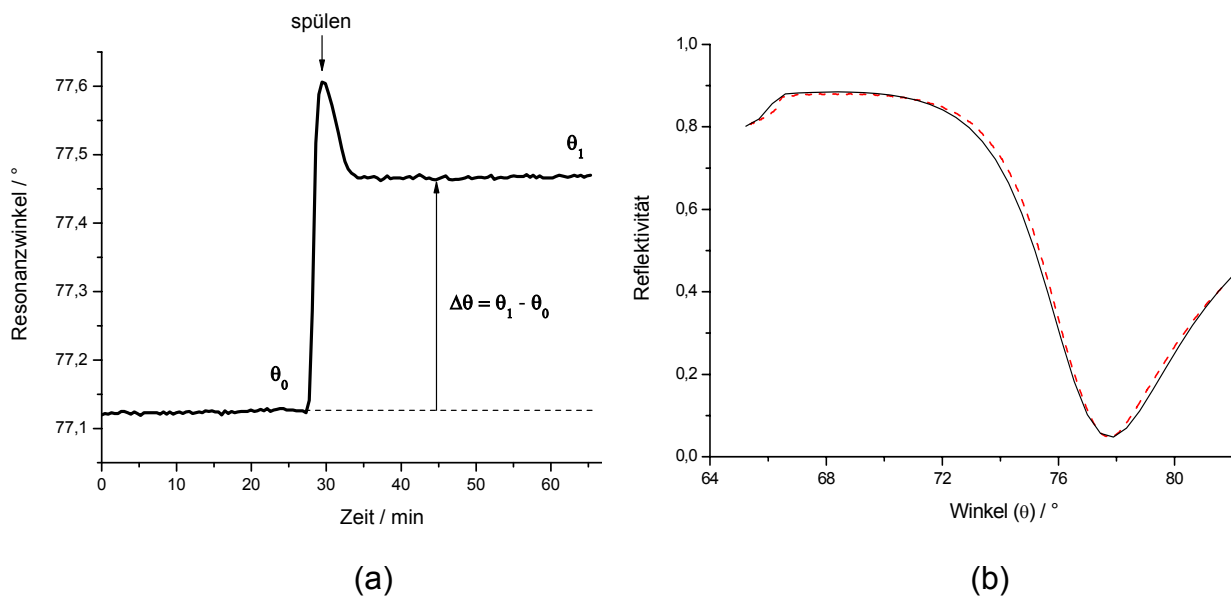 spülen
77,6
77,5
77,4
77,3
77,2
77,1
Resonanzwinkel / °
θ1
Δθ = θ1 - θ0
θ0
0 10 20 30 40 50 60
Zeit / min
(a)
1,0
0,8
0,6
0,4
0,2
0,0
Reflektivität
64 68 72 76 80
Winkel (θ) / °
(b)